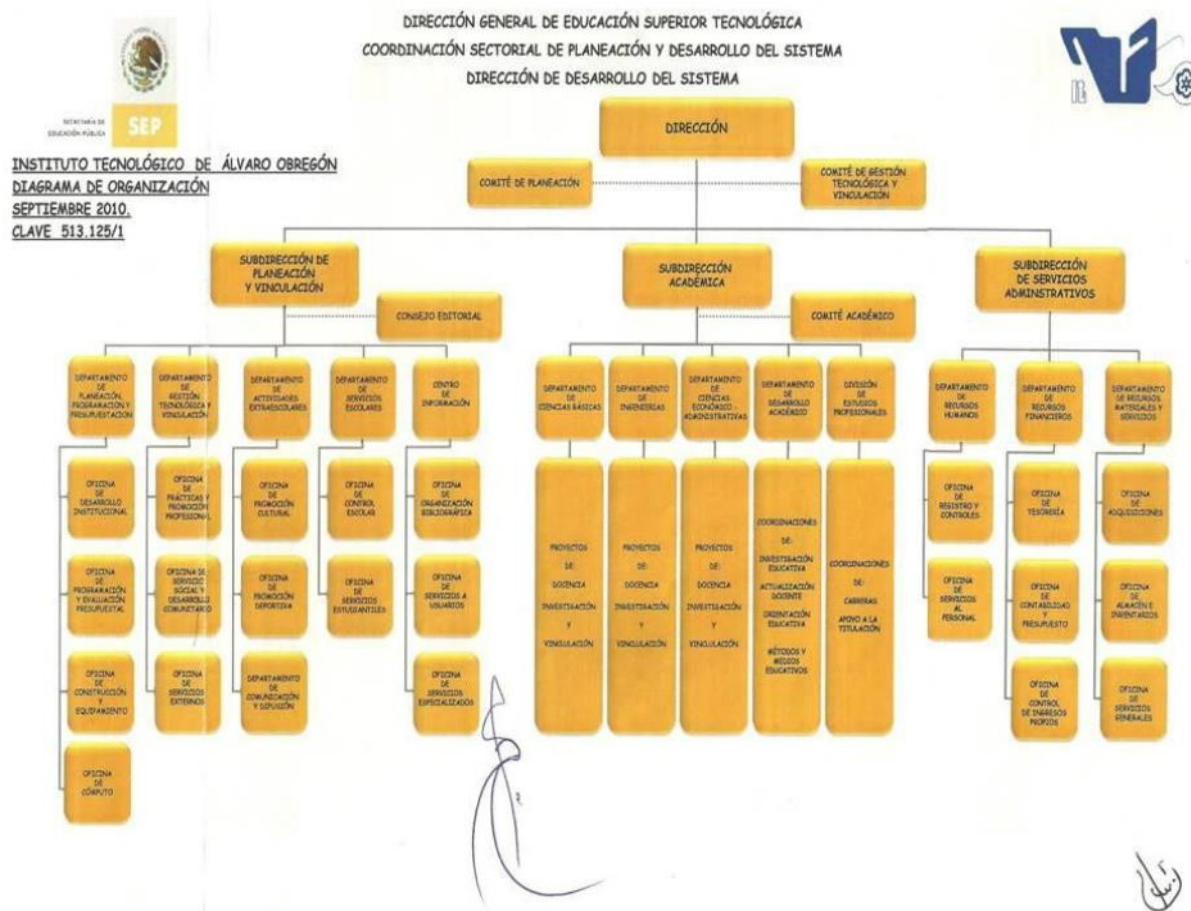 DIRECCIÓN GENERAL DE EDUCACIÓN SUPERIOR TECNOLÓGICA
COORDINACIÓN SECTORIAL DE PLANEACIÓN Y DESARROLLO DEL SISTEMA
DIRECCIÓN DE DESARROLLO DEL SISTEMA
SECRETARÍA DE
EDUCACIÓN PÚBLICA
SEP
INSTITUTO TECNOLÓGICO DE ÁLVARO OBREGÓN
DIAGRAMA DE ORGANIZACIÓN
SEPTIEMBRE 2010.
CLAVE 513.125/1
DIRECCIÓN
COMITÉ DE PLANEACIÓN
COMITÉ DE GESTIÓN
TECNOLÓGICA Y
VINCULACIÓN
SUBDIRECCIÓN DE
PLANEACIÓN
Y VINCULACIÓN
SUBDIRECCIÓN
ACADÉMICA
SUBDIRECCIÓN
DE SERVICIOS
ADMINSTRATIVOS
CONSEJO EDITORIAL
COMITÉ ACADÉMICO
DEPARTAMENTO
DE
PLANEACIÓN,
PROGRAMACIÓN Y
PRESUPUESTACIÓN
DEPARTAMENTO
DE
GESTIÓN
TECNOLÓGICA Y
VINCULACIÓN
DEPARTAMENTO
DE
ACTIVIDADES
EXTRAESCOLARES
DEPARTAMENTO
DE
SERVICIOS
ESCOLARES
CENTRO
DE
INFORMACIÓN
DEPARTAMENTO
DE
CIENCIAS BÁSICAS
DEPARTAMENTO
DE
INGENIERIAS
DEPARTAMENTO
DE
CIENCIAS
ECONÓMICO -
ADMINISTRATIVAS
DEPARTAMENTO
DE
DESARROLLO
ACADÉMICO
DIVISIÓN
DE
ESTUDIOS
PROFESIONALES
DEPARTAMENTO
DE
RECURSOS
HUMANOS
DEPARTAMENTO
DE
RECURSOS
FINANCIEROS
DEPARTAMENTO
DE RECURSOS
MATERIALES Y
SERVICIOS
OFICINA
DE
DESARROLLO
INSTITUCIONAL
OFICINA
DE
PRÁCTICAS Y
PROMOCIÓN
PROFESIONAL
OFICINA
DE
PROMOCIÓN
CULTURAL
OFICINA
DE
CONTROL
ESCOLAR
OFICINA
DE
ORGANIZACIÓN
BIBLIOGRÁFICA
OFICINA
DE
PROGRAMACIÓN
Y EVALUACIÓN
PRESUPUESTAL
OFICINA DE
SERVICIO
SOCIAL Y
DESARROLLO
COMUNITARIO
OFICINA
DE
PROMOCIÓN
DEPORTIVA
OFICINA
DE
SERVICIOS
ESTUDIANTILES
OFICINA
DE
SERVICIOS A
USUARIOS
OFICINA
DE
CONSTRUCCIÓN
Y
EQUIPAMIENTO
OFICINA
DE
SERVICIOS
EXTERNOS
DEPARTAMENTO
DE
COMUNICACIÓN
Y DIFUSIÓN
OFICINA
DE
SERVICIOS
ESPECIALIZADOS
OFICINA
DE
CÓMPUTO
PROYECTOS
DE:
DOCENCIA
INVESTIGACIÓN
Y
VINCULACIÓN
PROYECTOS
DE:
DOCENCIA
INVESTIGACIÓN
Y
VINCULACIÓN
PROYECTOS
DE:
DOCENCIA
INVESTIGACIÓN
Y
VINCULACIÓN
COORDINACIONES
DE:
INVESTIGACIÓN
EDUCATIVA
ACTUALIZACIÓN
DOCENTE
ORIENTACIÓN
EDUCATIVA
MÉTODOS Y
MEDIOS
EDUCATIVOS
COORDINACIONES
DE:
CARRERAS
APOYO A LA
TITULACIÓN
OFICINA
DE
REGISTRO Y
CONTROLES
OFICINA
DE
TESORERÍA
OFICINA
DE
ADQUISICIONES
OFICINA
DE
SERVICIOS
AL
PERSONAL
OFICINA
DE
CONTABILIDAD
Y
PRESUPUESTO
OFICINA
DE
ALMACÉN E
INVENTARIOS
OFICINA
DE
CONTROL
DE INGRESOS
PROPIOS
OFICINA
DE
SERVICIOS
GENERALES